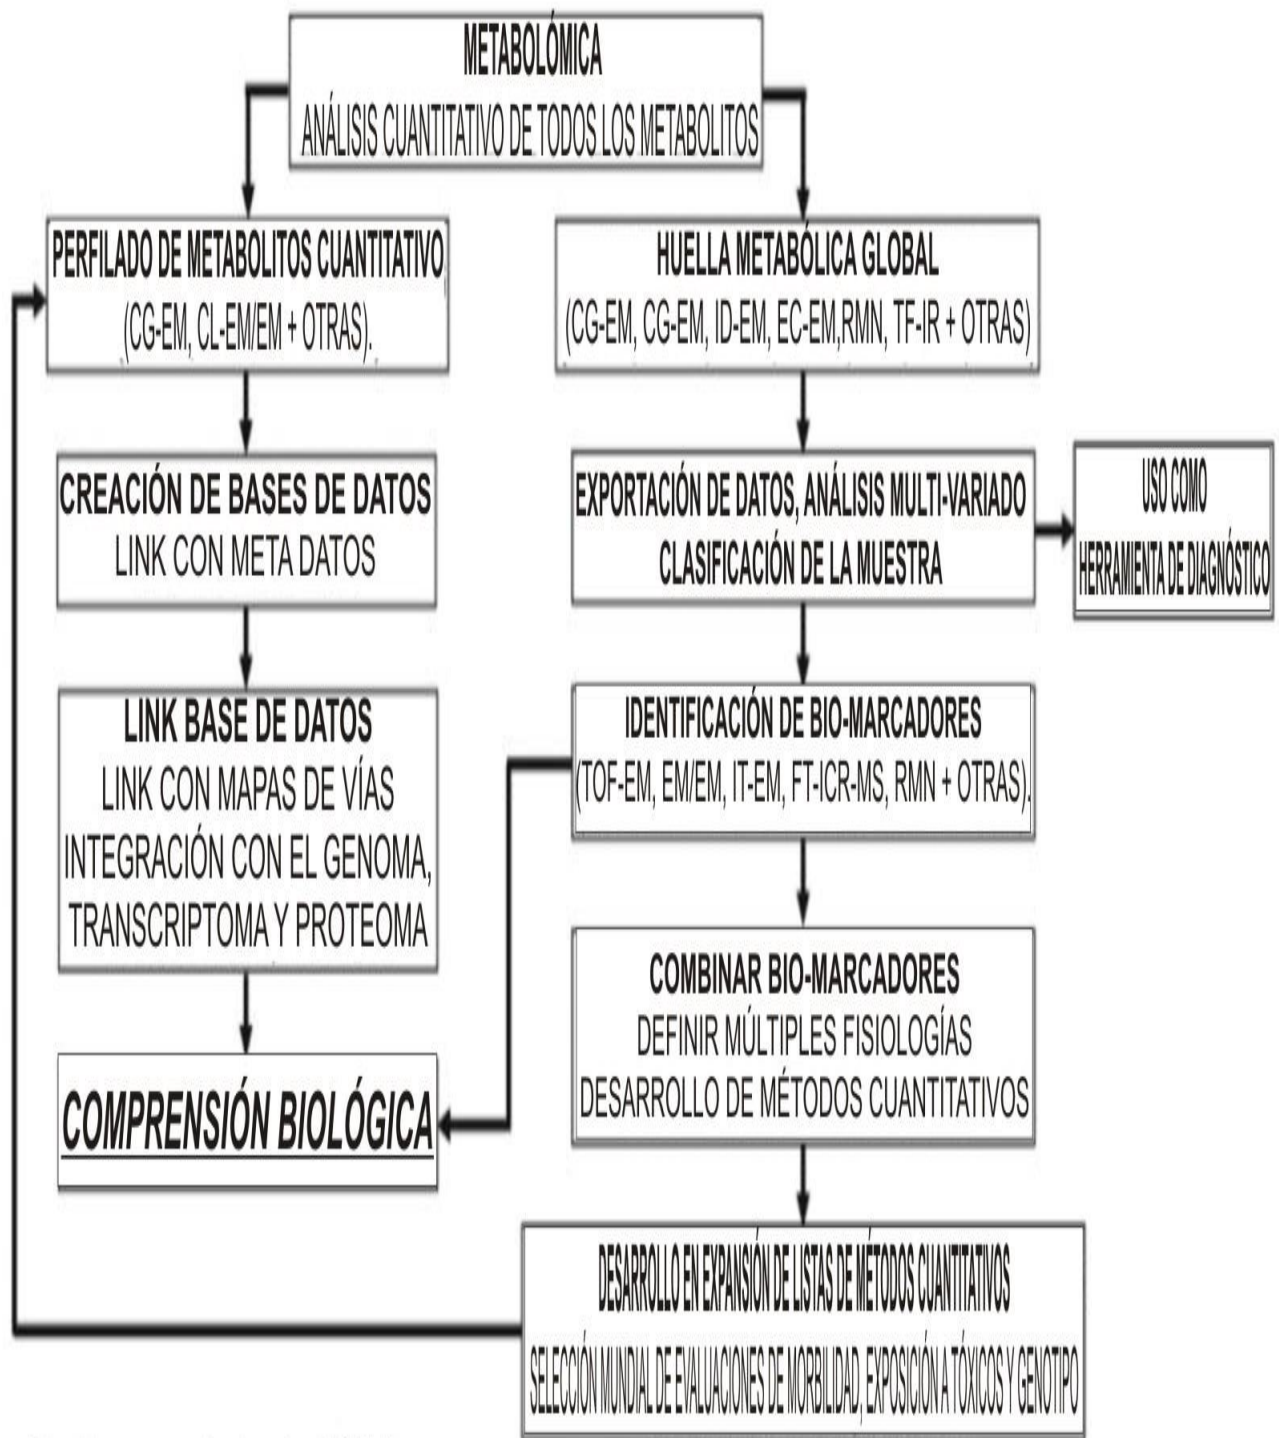 METABOLÓMICA
ANÁLISIS CUANTITATIVO DE TODOS LOS METABOLITOS
PERFILADO DE METABOLITOS CUANTITATIVO
(CG-EM, CL-EM/EM + OTRAS).
HUELLA METABÓLICA GLOBAL
(CG-EM, CG-EM, ID-EM, EC-EM,RMN, TF-IR + OTRAS)
CREACIÓN DE BASES DE DATOS
LINK CON META DATOS
EXPORTACIÓN DE DATOS, ANÁLISIS MULTI-VARIADO
CLASIFICACIÓN DE LA MUESTRA
USO COMO
HERRAMIENTA DE DIAGNÓSTICO
LINK BASE DE DATOS
LINK CON MAPAS DE VÍAS
INTEGRACIÓN CON EL GENOMA,
TRANSCRIPTOMA Y PROTEOMA
IDENTIFICACIÓN DE BIO-MARCADORES
(TOF-EM, EM/EM, IT-EM, FT-ICR-MS, RMN + OTRAS).
COMBINAR BIO-MARCADORES
DEFINIR MÚLTIPLES FISIOLOGÍAS
DESARROLLO DE MÉTODOS CUANTITATIVOS
COMPRENSIÓN BIOLÓGICA
DESARROLLO EN EXPANSIÓN DE LISTAS DE MÉTODOS CUANTITATIVOS
SELECCIÓN MUNDIAL DE EVALUACIONES DE MORBILIDAD, EXPOSICIÓN A TÓXICOS Y GENOTIPO